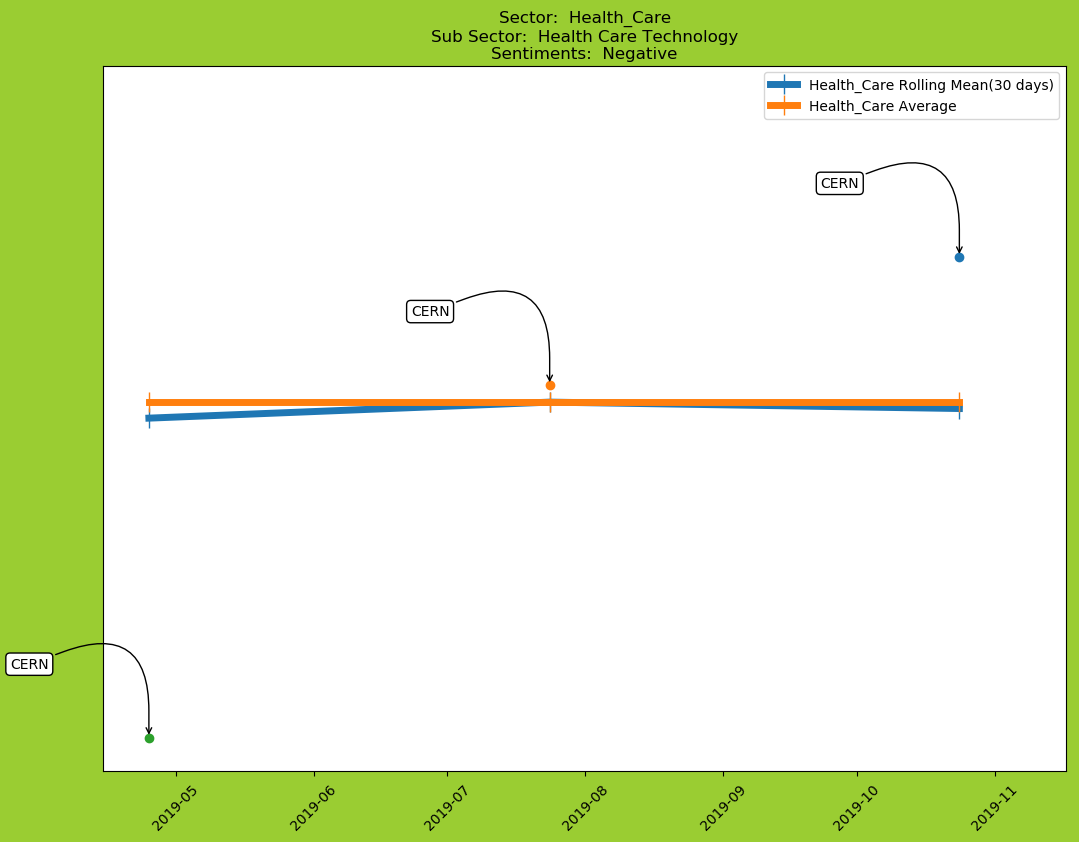 Sector:  Health_Care
Sub Sector:  Health Care Technology
Sentiments:  Negative
Health_Care Rolling Mean(30 days)
Health_Care Average
CERN
CERN
CERN
2019-05
2019-06
2019-07
2019-08
2019-09
2019-10
2019-11